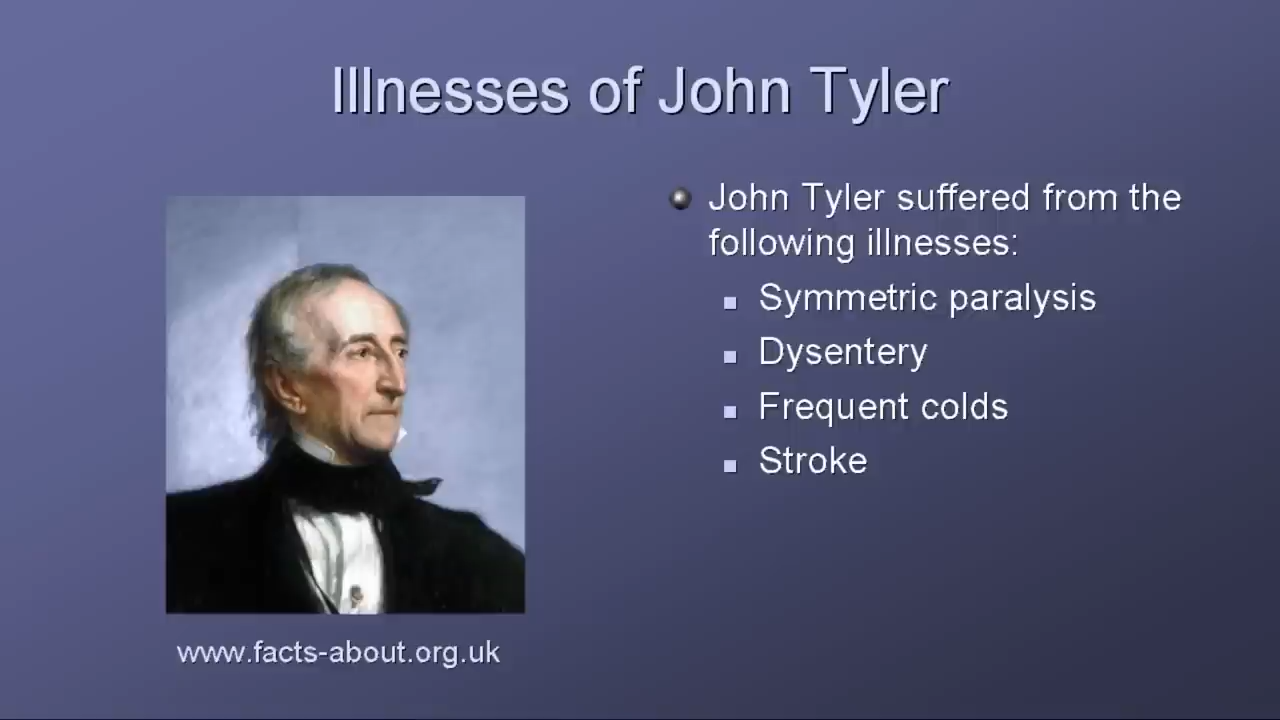 Illnesses of John Tyler
John Tyler suffered from the
following illnesses:
Symmetric paralysis
Dysentery
Frequent colds
Stroke
www.facts-about.org.uk